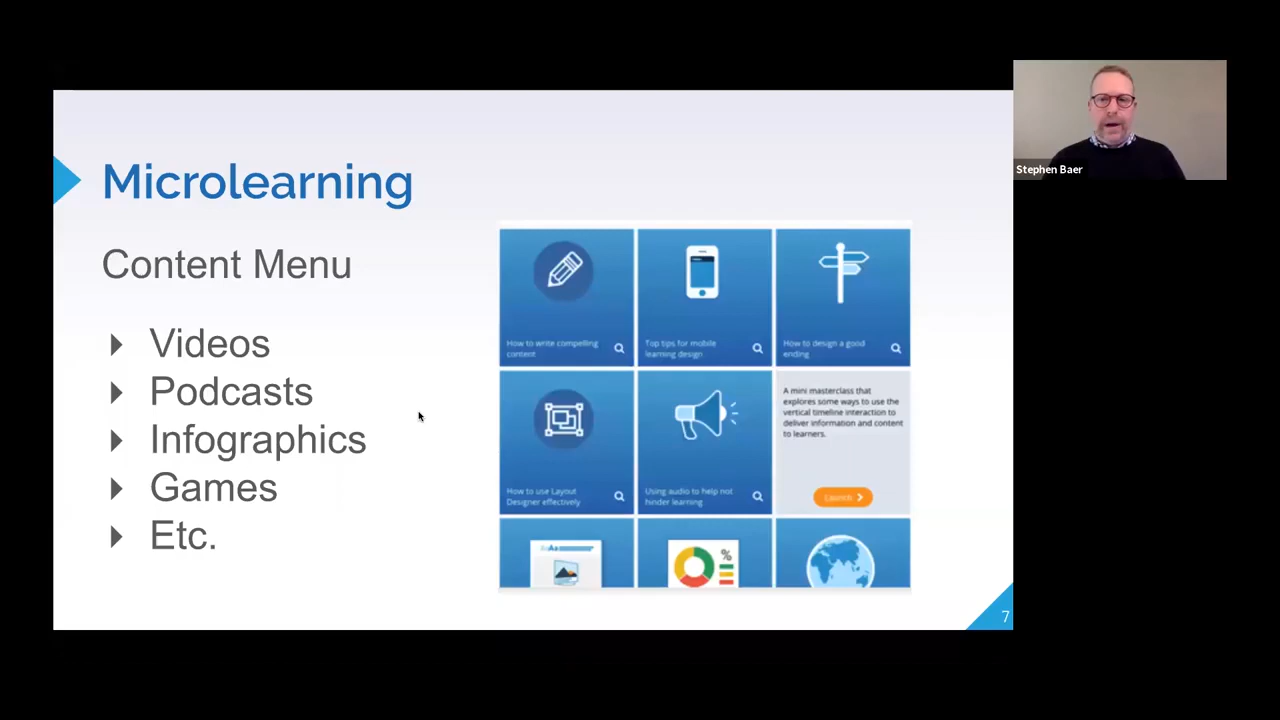 Microlearning
Content Menu
Videos
Podcasts
Infographics
Games
Etc.
How to write compelling
content
Top tips for mobile
learning design
How to design a good
ending
How to use Layout
Designer effectively
Using audio to help not
hinder learning
A mini masterclass that
explores some ways to use the
vertical timeline interaction to
deliver information and content
to learners.
Launch
%
7
Stephen Baer